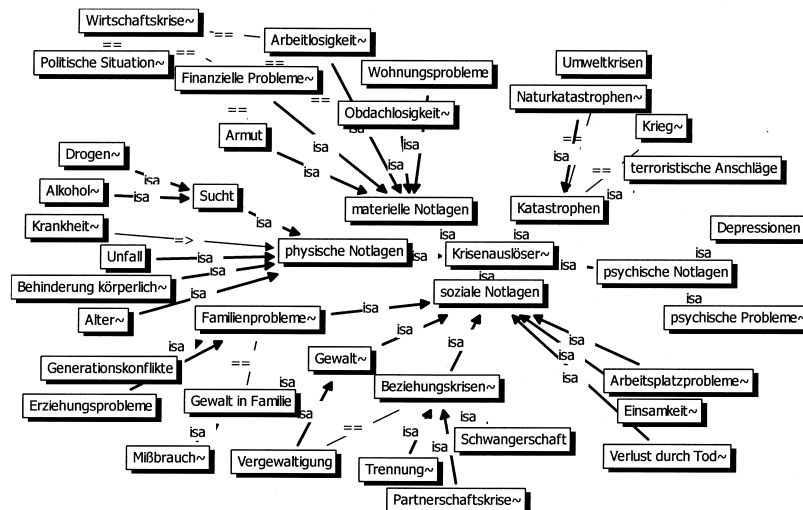 Wirtschaftskrise~
==
Arbeitlosigkeit~
==
Politische Situation~
==
==
Wohnungsprobleme
Umweltkrisen
Finanzielle Probleme~
Naturkatastrophen~
==
==
Obdachlosigkeit~
Krieg~
Armut
isa
isa
isa
==
Drogen~
isa
isa
==
terroristische Anschläge
isa
Alkohol~
isa
Sucht
isa
materielle Notlagen
Katastrophen
Krankheit~
=>
isa
isa
isa
Depressionen
Unfall
isa
physische Notlagen
isa
Krisenauslöser~
isa
isa
psychische Notlagen
Behinderung körperlich~
isa
isa
soziale Notlagen
isa
Alter~
isa
Familienprobleme~
isa
psychische Probleme~
isa
Gewalt~
isa
isa
isa
isa
Generationskonflikte
==
isa
isa
Beziehungskrisen~
Arbeitsplatzprobleme~
Erziehungsprobleme
Gewalt in Familie
isa
Einsamkeit~
isa
==
isa
isa
isa
Schwangerschaft
Mißbrauch~
Vergewaltigung
Trennung~
Verlust durch Tod~
Partnerschaftskrise~